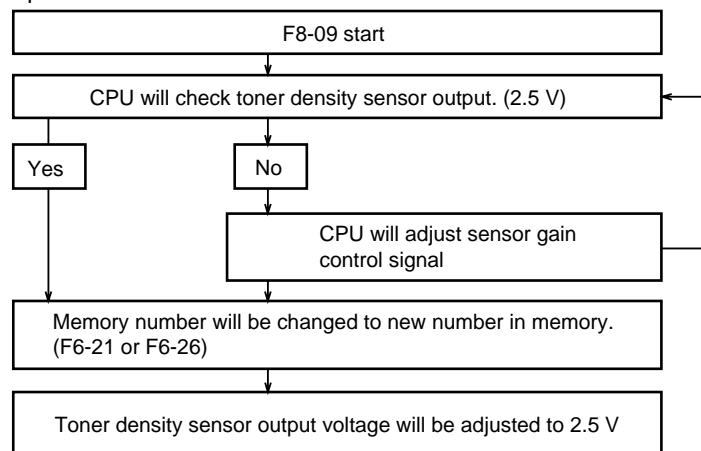 F8-09 start
CPU will check toner density sensor output. (2.5 V)
Yes
No
CPU will adjust sensor gain
control signal
Memory number will be changed to new number in memory.
(F6-21 or F6-26)
Toner density sensor output voltage will be adjusted to 2.5 V